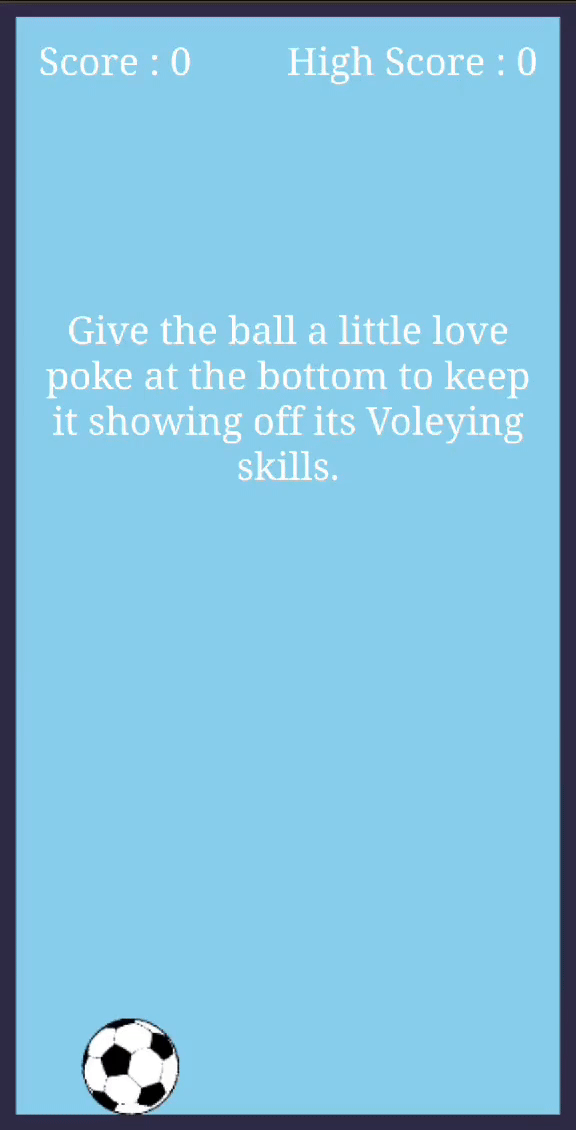 Score : 0
High Score : 0
Give the ball a little love
poke at the bottom to keep
it showing off its Voleying
skills.